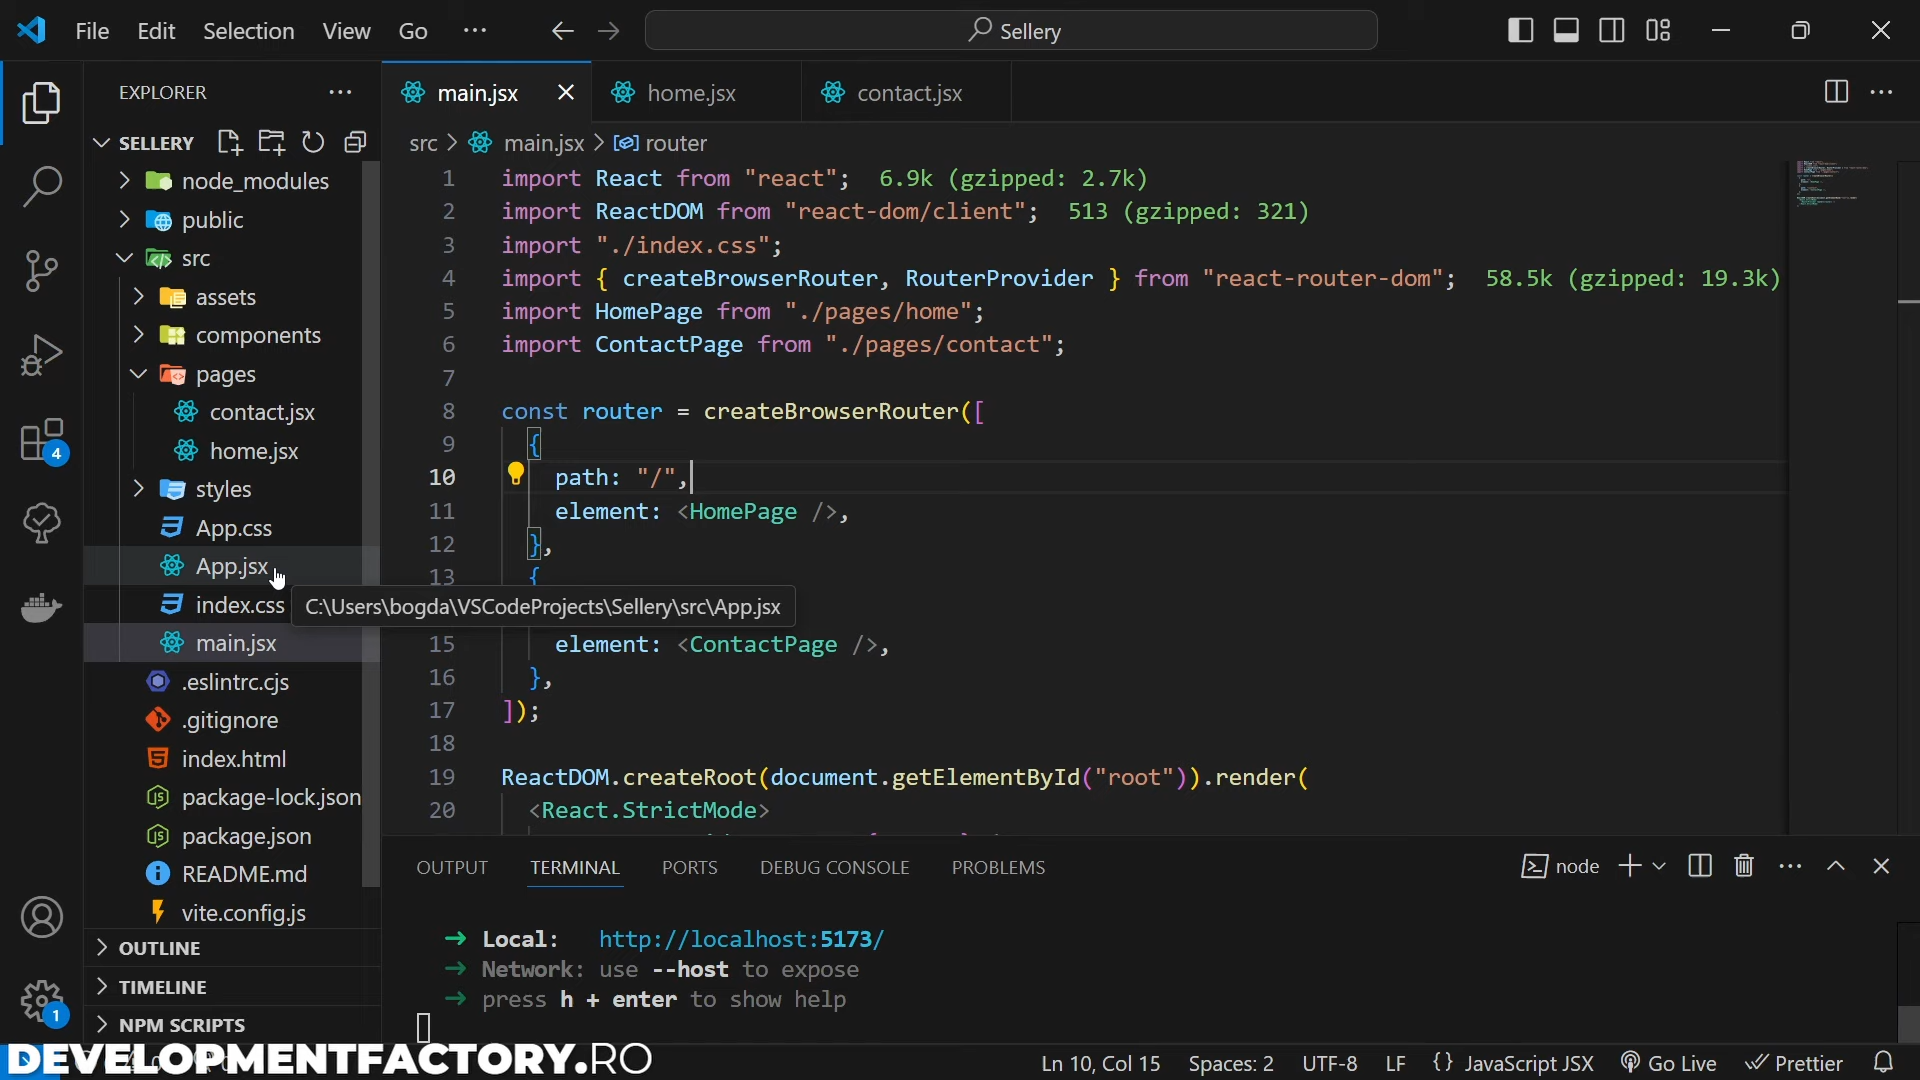 File Edit Selection View Go ··· Sellery
EXPLORER
SELLERY
node_modules
public
src
assets
components
pages
contact.jsx
home.jsx
styles
App.css
App.jsx
index.css
main.jsx
.eslintrc.cjs
.gitignore
index.html
package-lock.json
package.json
README.md
vite.config.js
OUTLINE
TIMELINE
NPM SCRIPTS
4
1
main.jsx home.jsx contact.jsx
src > main.jsx > router
1 import React from "react"; 6.9k (gzipped: 2.7k)
2 import ReactDOM from "react-dom/client"; 513 (gzipped: 321)
3 import "./index.css";
4 import { createBrowserRouter, RouterProvider } from "react-router-dom"; 58.5k (gzipped: 19.3k)
5 import HomePage from "./pages/home";
6 import ContactPage from "./pages/contact";
7
8 const router = createBrowserRouter([
9 {
10 path: "/",
11 element: <HomePage />,
12 },
13 {
C:\Users\bogda\VSCodeProjects\Sellery\src\App.jsx
15 element: <ContactPage />,
16 },
17 ]);
18
19 ReactDOM.createRoot(document.getElementById("root")).render(
20 <React.StrictMode>
OUTPUT TERMINAL PORTS DEBUG CONSOLE PROBLEMS
node
➜ Local: http://localhost:5173/
➜ Network: use --host to expose
➜ press h + enter to show help
DEVELOPMENTFACTORY.RO
Ln 10, Col 15 Spaces: 2 UTF-8 LF {} JavaScript JSX Go Live Prettier